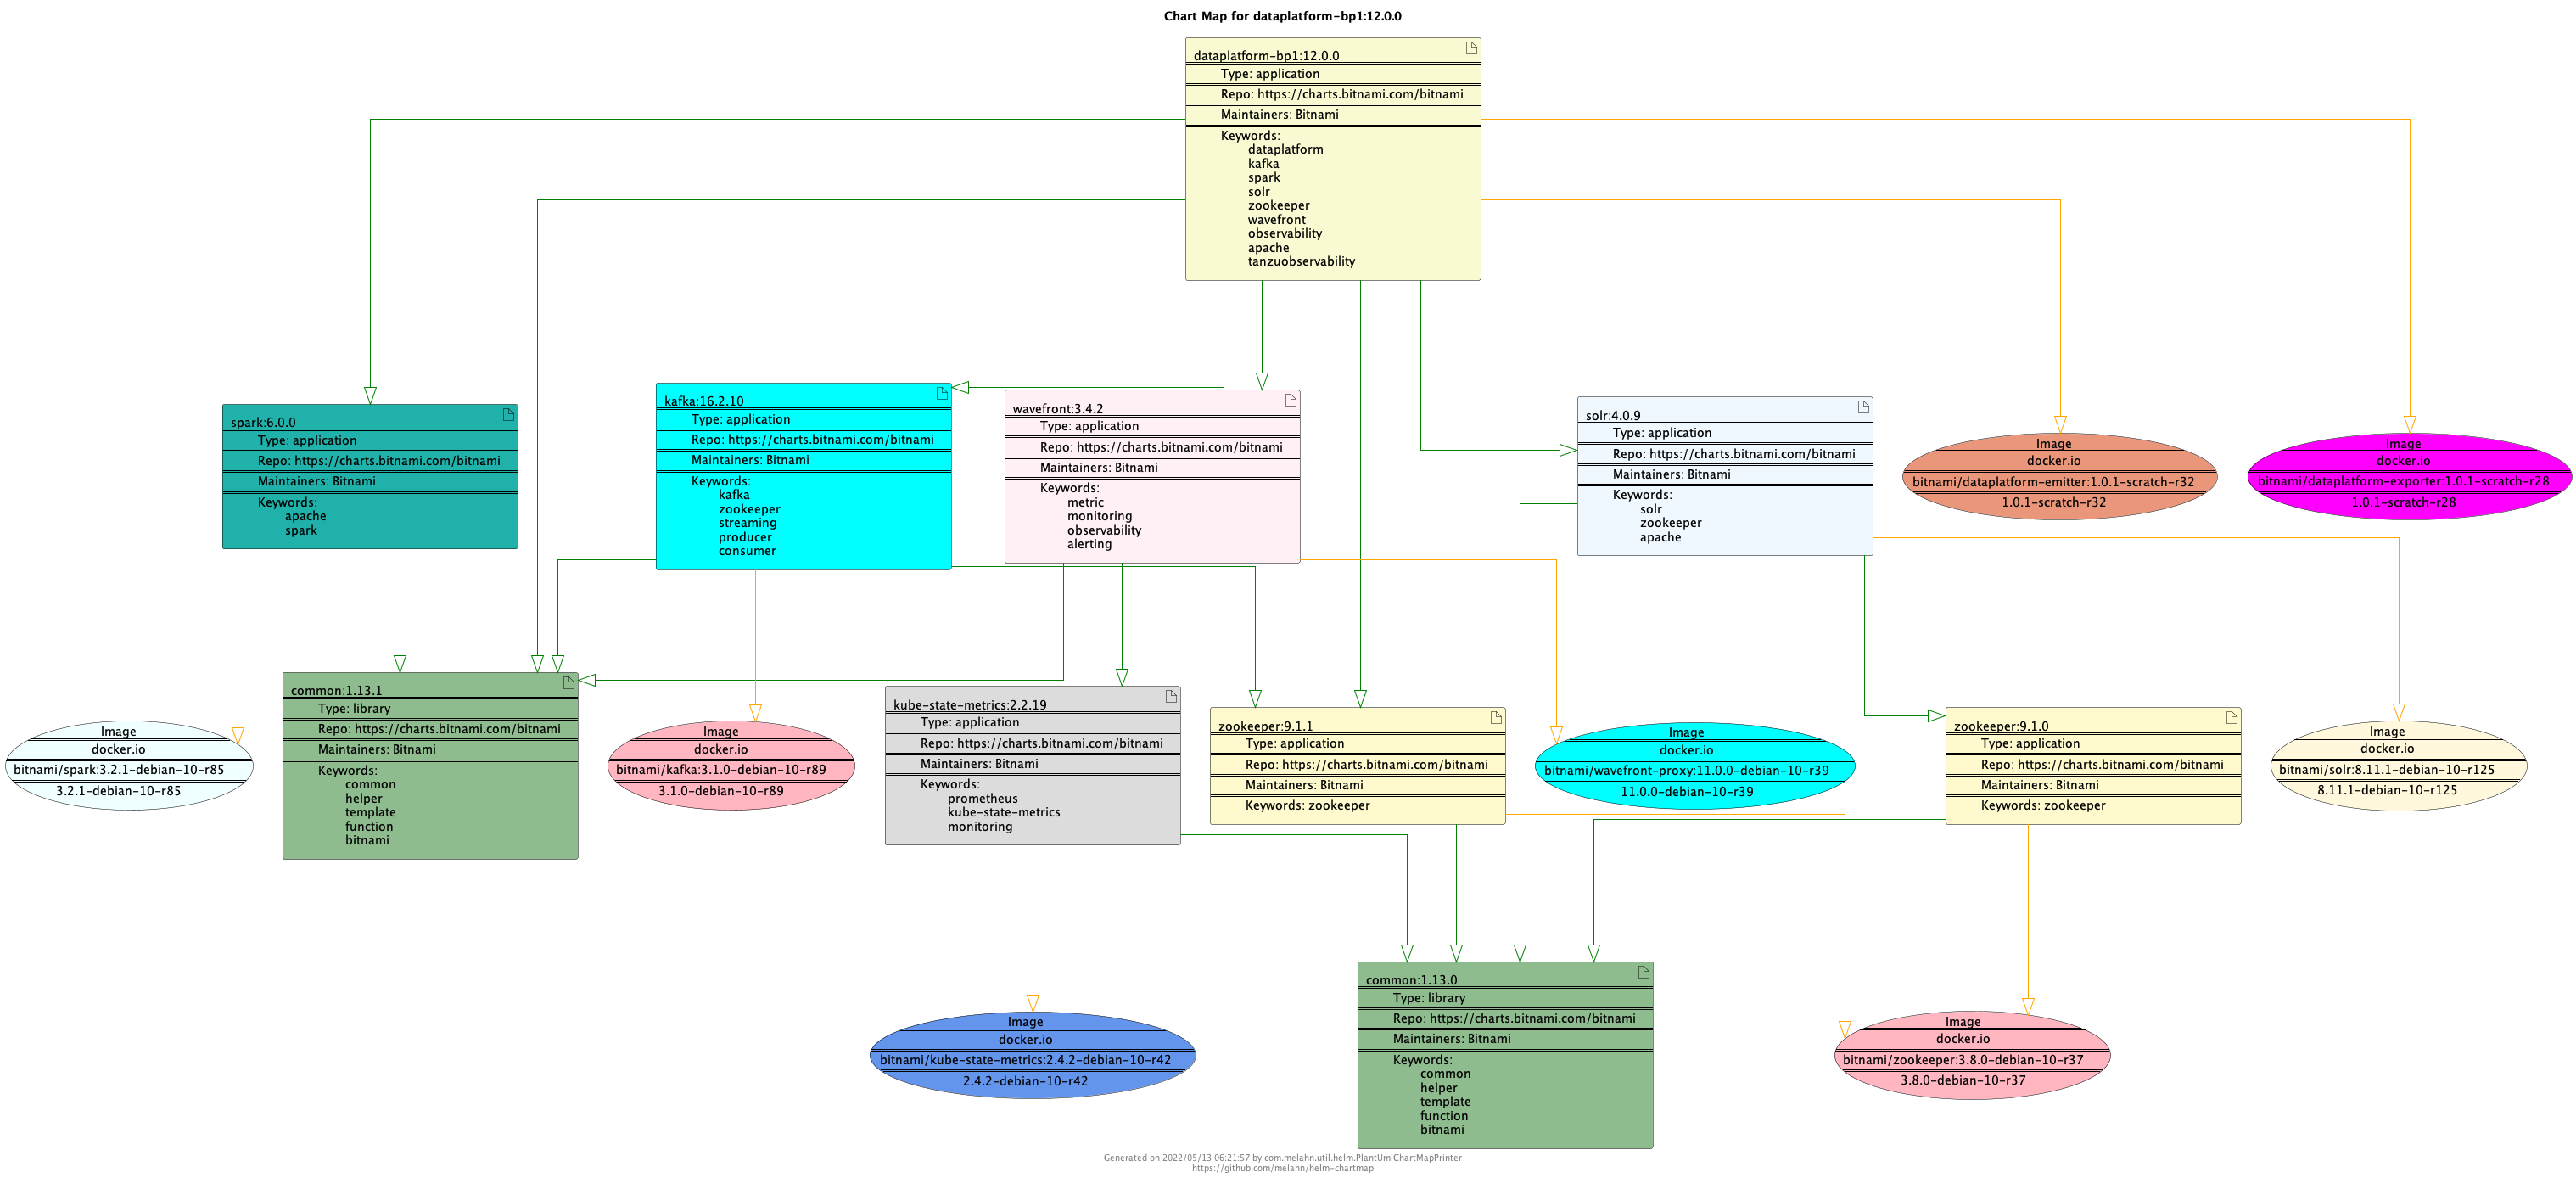 Chart Map for dataplatform-bp1:12.0.0
dataplatform-bp1:12.0.0
Type: application
Repo: https://charts.bitnami.com/bitnami
Maintainers: Bitnami
Keywords:
dataplatform
kafka
spark
solr
zookeeper
wavefront
observability
apache
tanzuobservability
spark:6.0.0
Type: application
Repo: https://charts.bitnami.com/bitnami
Maintainers: Bitnami
Keywords:
apache
spark
kafka:16.2.10
Type: application
Repo: https://charts.bitnami.com/bitnami
Maintainers: Bitnami
Keywords:
kafka
zookeeper
streaming
producer
consumer
wavefront:3.4.2
Type: application
Repo: https://charts.bitnami.com/bitnami
Maintainers: Bitnami
Keywords:
metric
monitoring
observability
alerting
solr:4.0.9
Type: application
Repo: https://charts.bitnami.com/bitnami
Maintainers: Bitnami
Keywords:
solr
zookeeper
apache
Image
docker.io
bitnami/dataplatform-emitter:1.0.1-scratch-r32
1.0.1-scratch-r32
Image
docker.io
bitnami/dataplatform-exporter:1.0.1-scratch-r28
1.0.1-scratch-r28
Image
docker.io
bitnami/spark:3.2.1-debian-10-r85
3.2.1-debian-10-r85
common:1.13.1
Type: library
Repo: https://charts.bitnami.com/bitnami
Maintainers: Bitnami
Keywords:
common
helper
template
function
bitnami
Image
docker.io
bitnami/kafka:3.1.0-debian-10-r89
3.1.0-debian-10-r89
kube-state-metrics:2.2.19
Type: application
Repo: https://charts.bitnami.com/bitnami
Maintainers: Bitnami
Keywords:
prometheus
kube-state-metrics
monitoring
zookeeper:9.1.1
Type: application
Repo: https://charts.bitnami.com/bitnami
Maintainers: Bitnami
Keywords: zookeeper
Image
docker.io
bitnami/wavefront-proxy:11.0.0-debian-10-r39
11.0.0-debian-10-r39
zookeeper:9.1.0
Type: application
Repo: https://charts.bitnami.com/bitnami
Maintainers: Bitnami
Keywords: zookeeper
Image
docker.io
bitnami/solr:8.11.1-debian-10-r125
8.11.1-debian-10-r125
Image
docker.io
bitnami/kube-state-metrics:2.4.2-debian-10-r42
2.4.2-debian-10-r42
common:1.13.0
Type: library
Repo: https://charts.bitnami.com/bitnami
Maintainers: Bitnami
Keywords:
common
helper
template
function
bitnami
Image
docker.io
bitnami/zookeeper:3.8.0-debian-10-r37
3.8.0-debian-10-r37
Generated on 2022/05/13 06:21:57 by com.melahn.util.helm.PlantUmlChartMapPrinter
https://github.com/melahn/helm-chartmap